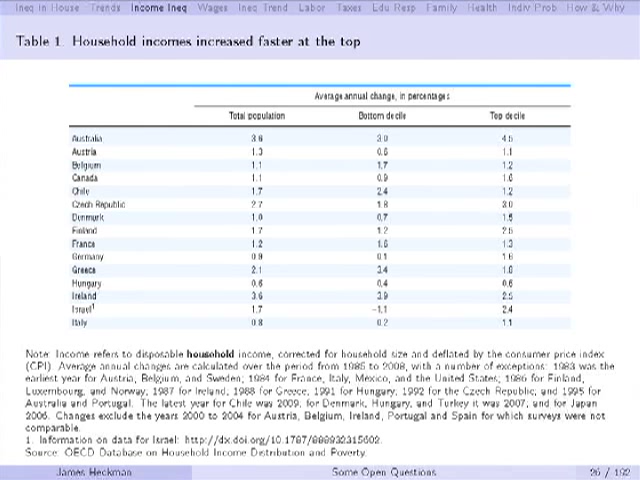 Ineq in House Trends Income Ineq Wages Ineq Trend Labor Taxes Edu Resp Family Health Indiv Prob How & Why
Table 1. Household incomes increased faster at the top
Average annual change, in percentages
Total population Bottom decile Top decile
Australia 3.6 3.0 4.5
Austria 1.3 0.6 1.1
Belgium 1.1 1.7 1.2
Canada 1.1 0.9 1.6
Chile 1.7 2.4 1.2
Czech Republic 2.7 1.8 3.0
Denmark 1.0 0.7 1.5
Finland 1.7 1.2 2.5
France 1.2 1.6 1.3
Germany 0.9 0.1 1.6
Greece 2.1 3.4 1.8
Hungary 0.6 0.4 0.6
Ireland 3.6 3.9 2.5
Israel1 1.7 -1.1 2.4
Italy 0.8 0.2 1.1
Note: Income refers to disposable household income, corrected for household size and deflated by the consumer price index
(CPI). Average annual changes are calculated over the period from 1985 to 2008, with a number of exceptions: 1983 was the
earliest year for Austria, Belgium, and Sweden; 1984 for France, Italy, Mexico, and the United States; 1986 for Finland,
Luxembourg, and Norway; 1987 for Ireland; 1988 for Greece; 1991 for Hungary; 1992 for the Czech Republic; and 1995 for
Australia and Portugal. The latest year for Chile was 2009; for Denmark, Hungary, and Turkey it was 2007; and for Japan
2006. Changes exclude the years 2000 to 2004 for Austria, Belgium, Ireland, Portugal and Spain for which surveys were not
comparable.
1. Information on data for Israel: http://dx.doi.org/10.1787/888932315602.
Source: OECD Database on Household Income Distribution and Poverty.
James Heckman Some Open Questions 26 / 192